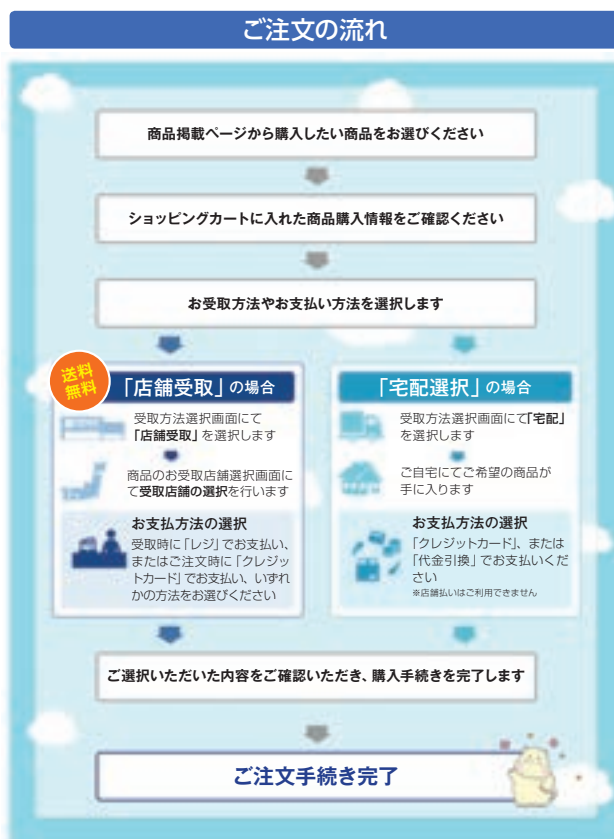 ご注文の流れ
商品掲載ページから購入したい商品をお選びください
ショッピングカートに入れた商品購入情報をご確認ください
お受取方法やお支払い方法を選択します
送料
無料
「店舗受取」の場合
受取方法選択画面にて
「店舗受取」を選択します
商品のお受取店舗選択画面に
て受取店舗の選択を行います
お支払方法の選択
受取時に「レジ」でお支払い、
またはご注文時に「クレジッ
トカード」でお支払い、いずれ
かの方法をお選びください
「宅配選択」の場合
受取方法選択画面にて「宅配」
を選択します
ご自宅にてご希望の商品が
手に入ります
お支払方法の選択
「クレジットカード」、または
「代金引換」でお支払いくだ
さい
※店舗払いはご利用できません
ご選択いただいた内容をご確認いただき、購入手続きを完了します
ご注文手続き完了